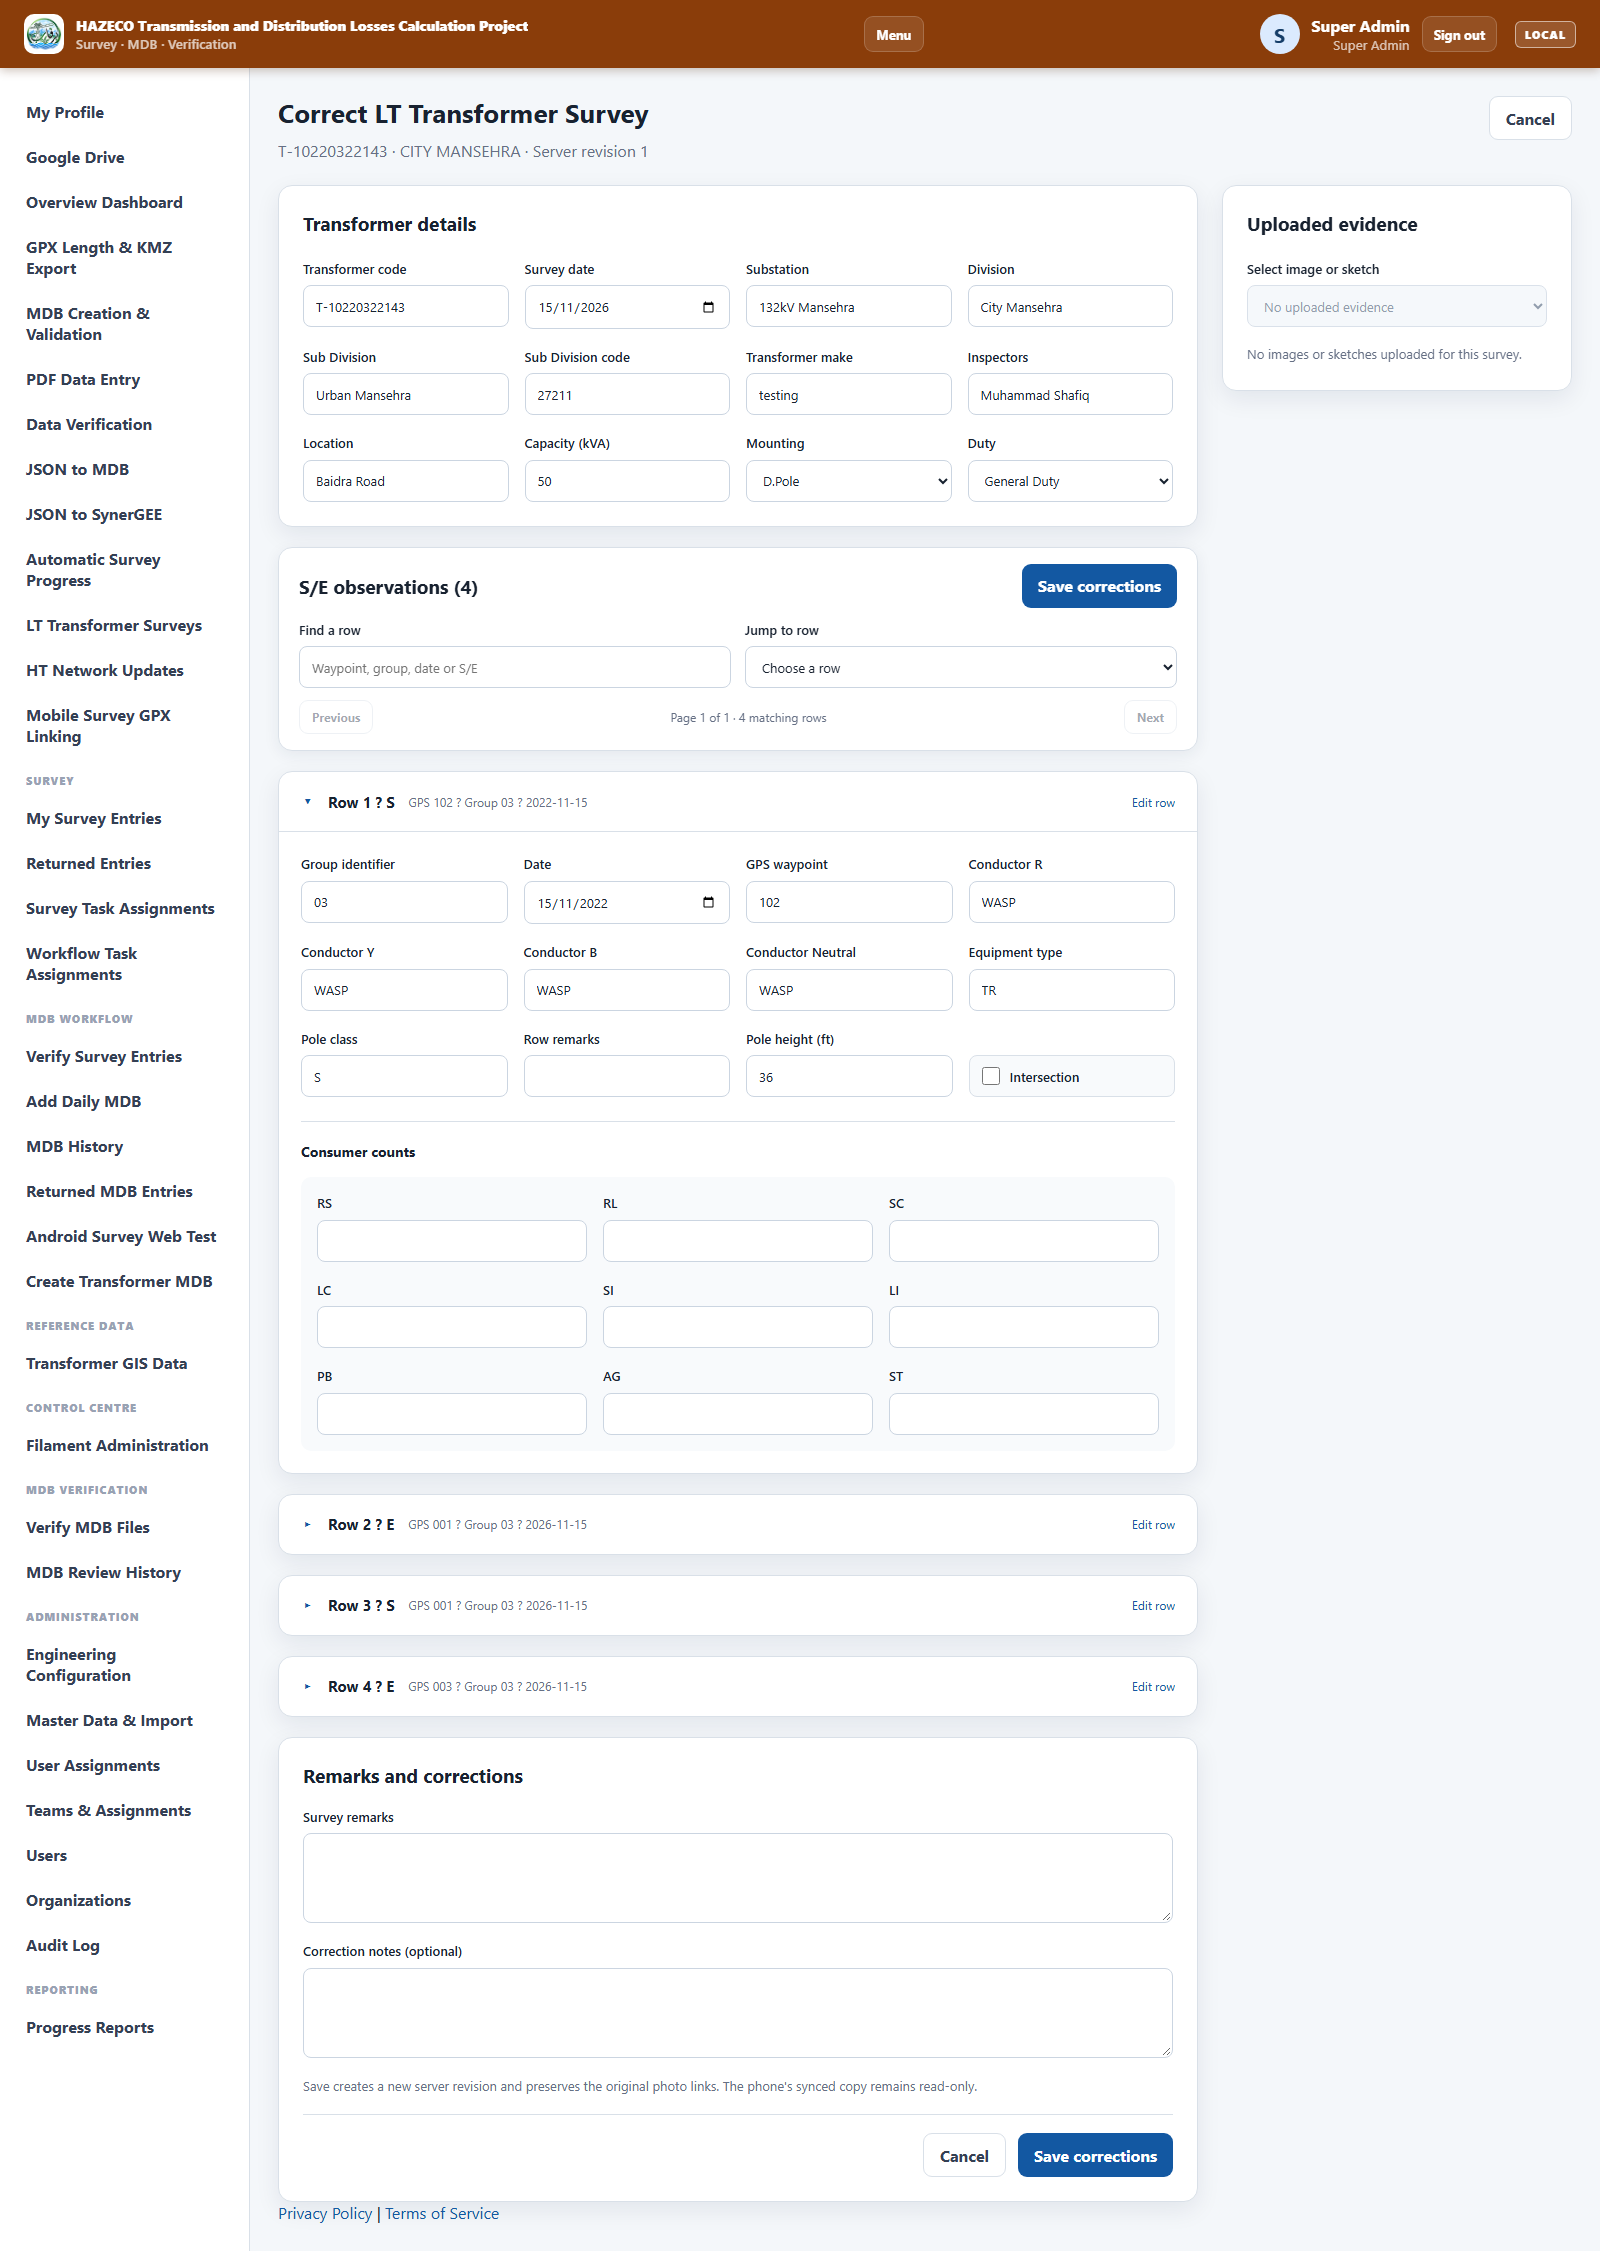 HAZECO Transmission and Distribution Losses Calculation Project
Survey · MDB · Verification
Menu
S
Super Admin
Super Admin
Sign out
LOCAL
My Profile
Google Drive
Overview Dashboard
GPX Length & KMZ
Export
MDB Creation &
Validation
PDF Data Entry
Data Verification
JSON to MDB
JSON to SynerGEE
Automatic Survey
Progress
LT Transformer Surveys
HT Network Updates
Mobile Survey GPX
Linking
SURVEY
My Survey Entries
Returned Entries
Survey Task Assignments
Workflow Task
Assignments
MDB WORKFLOW
Verify Survey Entries
Add Daily MDB
MDB History
Returned MDB Entries
Android Survey Web Test
Create Transformer MDB
REFERENCE DATA
Transformer GIS Data
CONTROL CENTRE
Filament Administration
MDB VERIFICATION
Verify MDB Files
MDB Review History
ADMINISTRATION
Engineering
Configuration
Master Data & Import
User Assignments
Teams & Assignments
Users
Organizations
Audit Log
REPORTING
Progress Reports
Correct LT Transformer Survey
T-10220322143 · CITY MANSEHRA · Server revision 1
Cancel
Transformer details
Transformer code Survey date Substation Division
T-10220322143 15/11/2026 132kV Mansehra City Mansehra
Sub Division Sub Division code Transformer make Inspectors
Urban Mansehra 27211 testing Muhammad Shafiq
Location Capacity (kVA) Mounting Duty
Baidra Road 50 D.Pole General Duty
Uploaded evidence
Select image or sketch
No uploaded evidence
No images or sketches uploaded for this survey.
S/E observations (4)
Save corrections
Find a row Jump to row
Waypoint, group, date or S/E Choose a row
Previous Page 1 of 1 · 4 matching rows Next
Row 1 ? S GPS 102 ? Group 03 ? 2022-11-15 Edit row
Group identifier Date GPS waypoint Conductor R
03 15/11/2022 102 WASP
Conductor Y Conductor B Conductor Neutral Equipment type
WASP WASP WASP TR
Pole class Row remarks Pole height (ft)
S 36 Intersection
Consumer counts
RS RL SC
LC SI LI
PB AG ST
Row 2 ? E GPS 001 ? Group 03 ? 2026-11-15 Edit row
Row 3 ? S GPS 001 ? Group 03 ? 2026-11-15 Edit row
Row 4 ? E GPS 003 ? Group 03 ? 2026-11-15 Edit row
Remarks and corrections
Survey remarks
Correction notes (optional)
Save creates a new server revision and preserves the original photo links. The phone's synced copy remains read-only.
Cancel Save corrections
Privacy Policy | Terms of Service